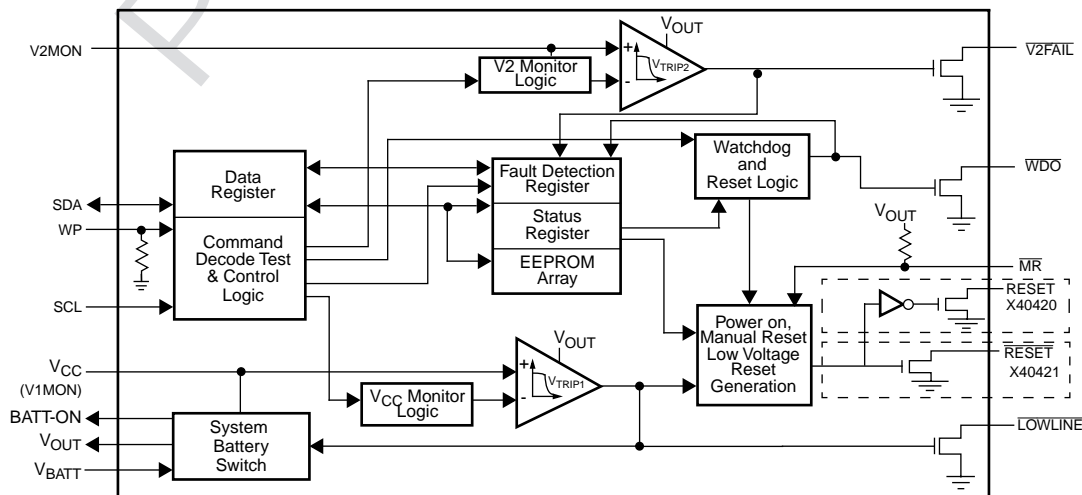 V2MON
V2 Monitor
Logic
+
-
VTRIP2
VOUT
V2FAIL
Data
Register
Command
Decode Test
& Control
Logic
SDA
WP
SCL
Fault Detection
Register
Status
Register
EEPROM
Array
Watchdog
and
Reset Logic
WDO
VOUT
MR
RESET
X40420
RESET
X40421
Power on,
Manual Reset
Low Voltage
Reset
Generation
VCC
(V1MON)
VCC Monitor
Logic
+
-
VTRIP1
VOUT
BATT-ON
VOUT
VBATT
System
Battery
Switch
LOWLINE